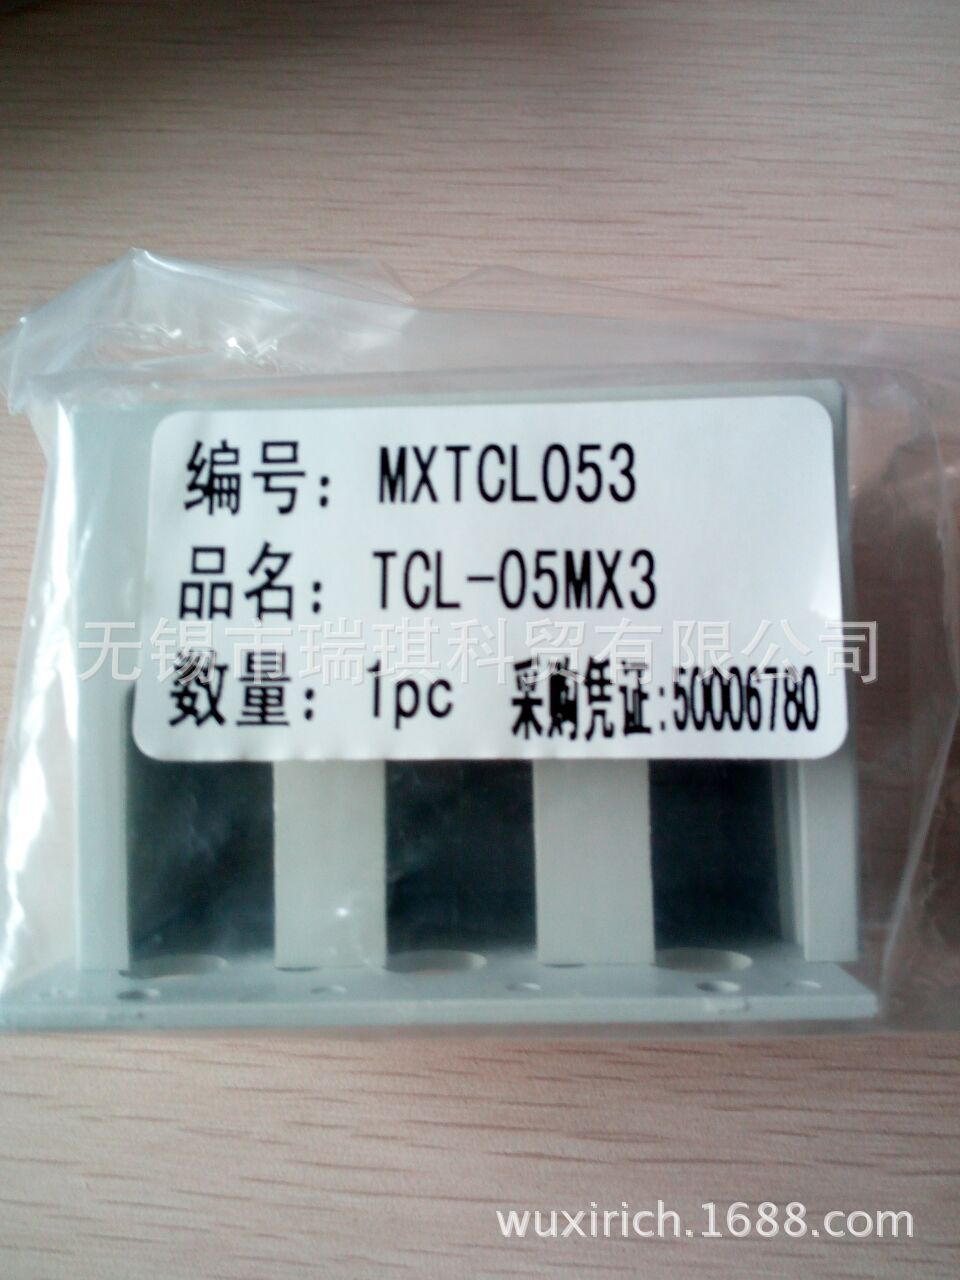 编号: MXTCL053
品名: TCL-05MX3
无锡市瑞琪科贸有限公司
数量: 1pc 采购凭证:50006780
wuxirich.1688.com